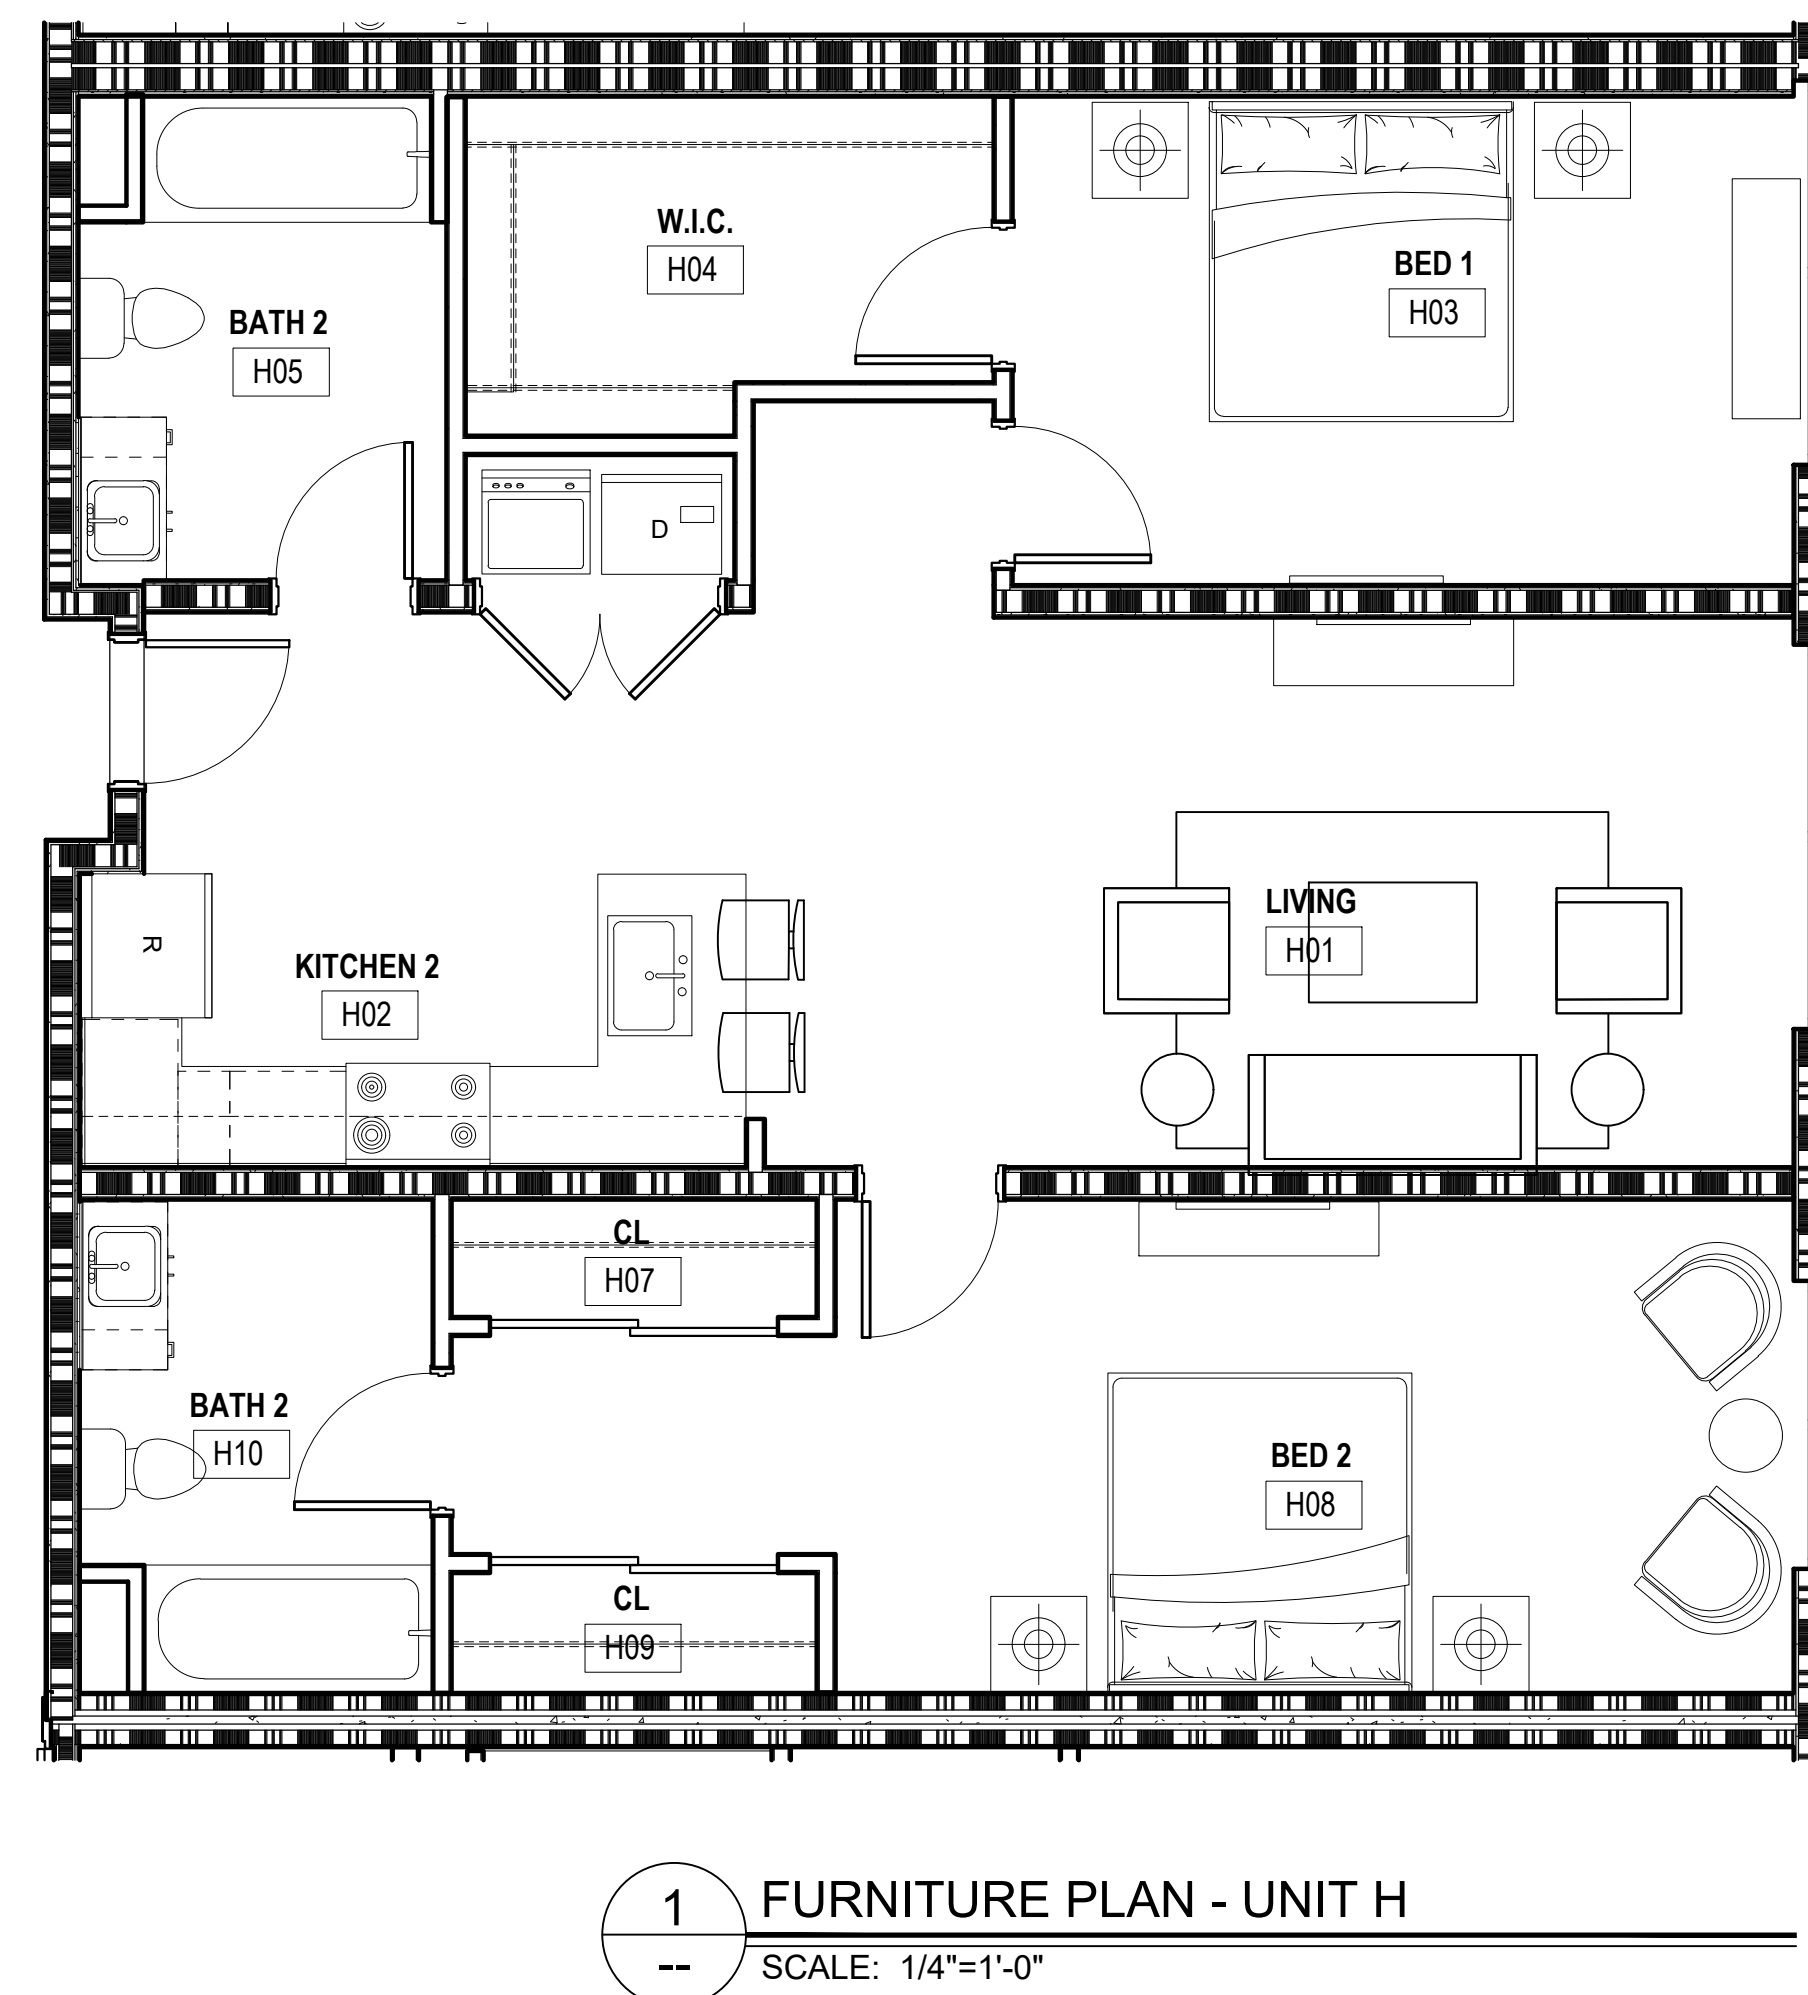 W.I.C.
H04
BED 1
H03
BATH 2
H05
D
LIVING
H01
R
KITCHEN 2
H02
CL
H07
BATH 2
H10
BED 2
H08
CL
H09
1
--
FURNITURE PLAN - UNIT H
SCALE: 1/4"=1'-0"